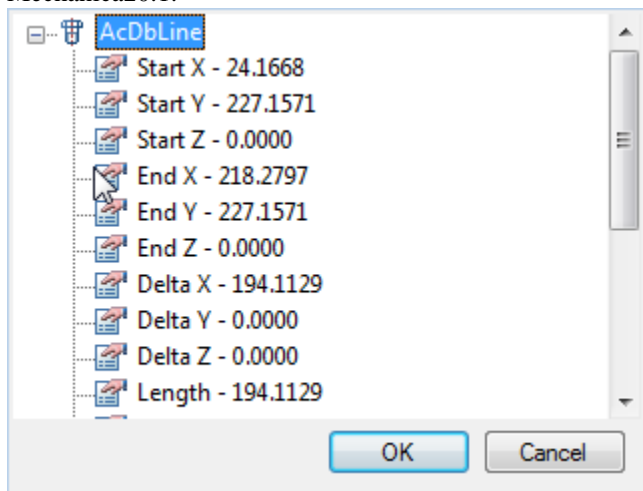 AcDbLine
Start X - 24.1668
Start Y - 227.1571
Start Z - 0.0000
End X - 218.2797
End Y - 227.1571
End Z - 0.0000
Delta X - 194.1129
Delta Y - 0.0000
Delta Z - 0.0000
Length - 194.1129
OK Cancel